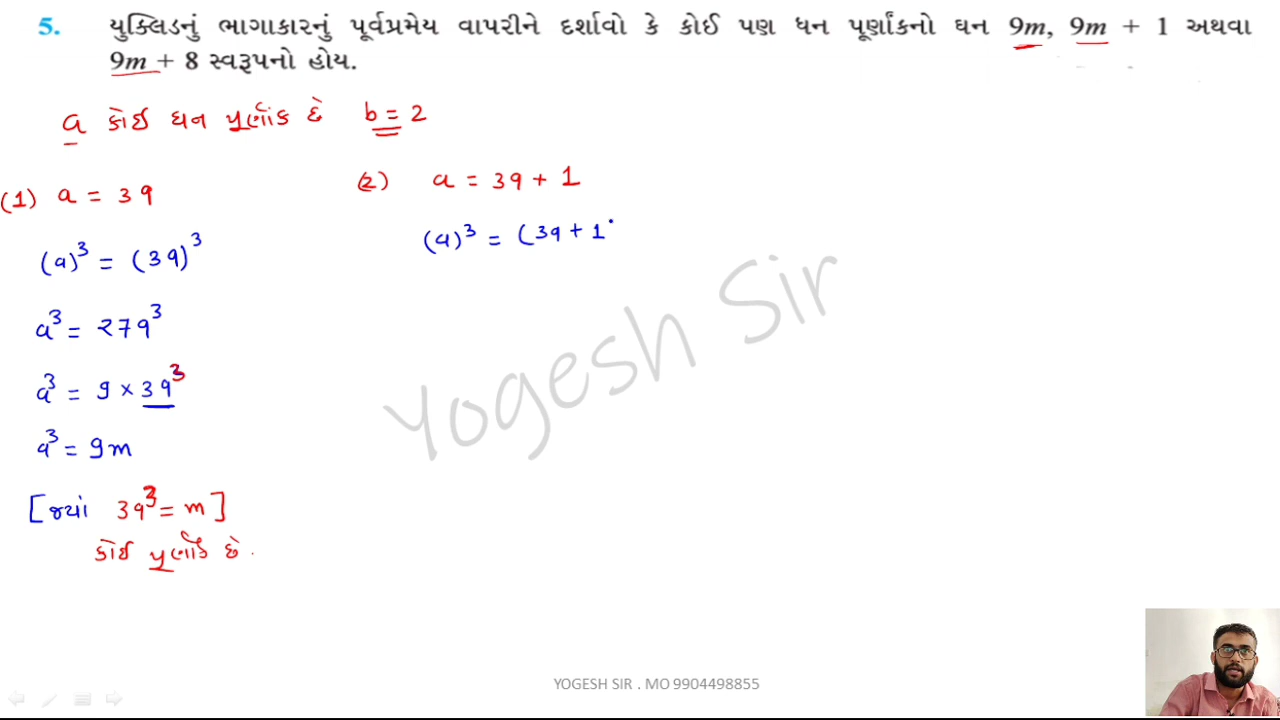 5. યુક્લિડનું ભાગાકારનું પૂર્વપ્રમેય વાપરીને દર્શાવો કે કોઈ પણ ધન પૂર્ણાંકનો ઘન 9m, 9m + 1 અથવા
9m + 8 સ્વરૂપનો હોય.
a કોઈ ધન પૂર્ણાંક છે b = 2
(1) a = 3q
(a)³ = (3q)³
a³ = 27q³
a³ = 9 × 3q³
a³ = 9m
[જ્યાં 3q³ = m]
કોઈ પૂર્ણાંક છે.
(2) a = 3q + 1
(a)³ = (3q + 1
Yogesh Sir
YOGESH SIR . MO 9904498855